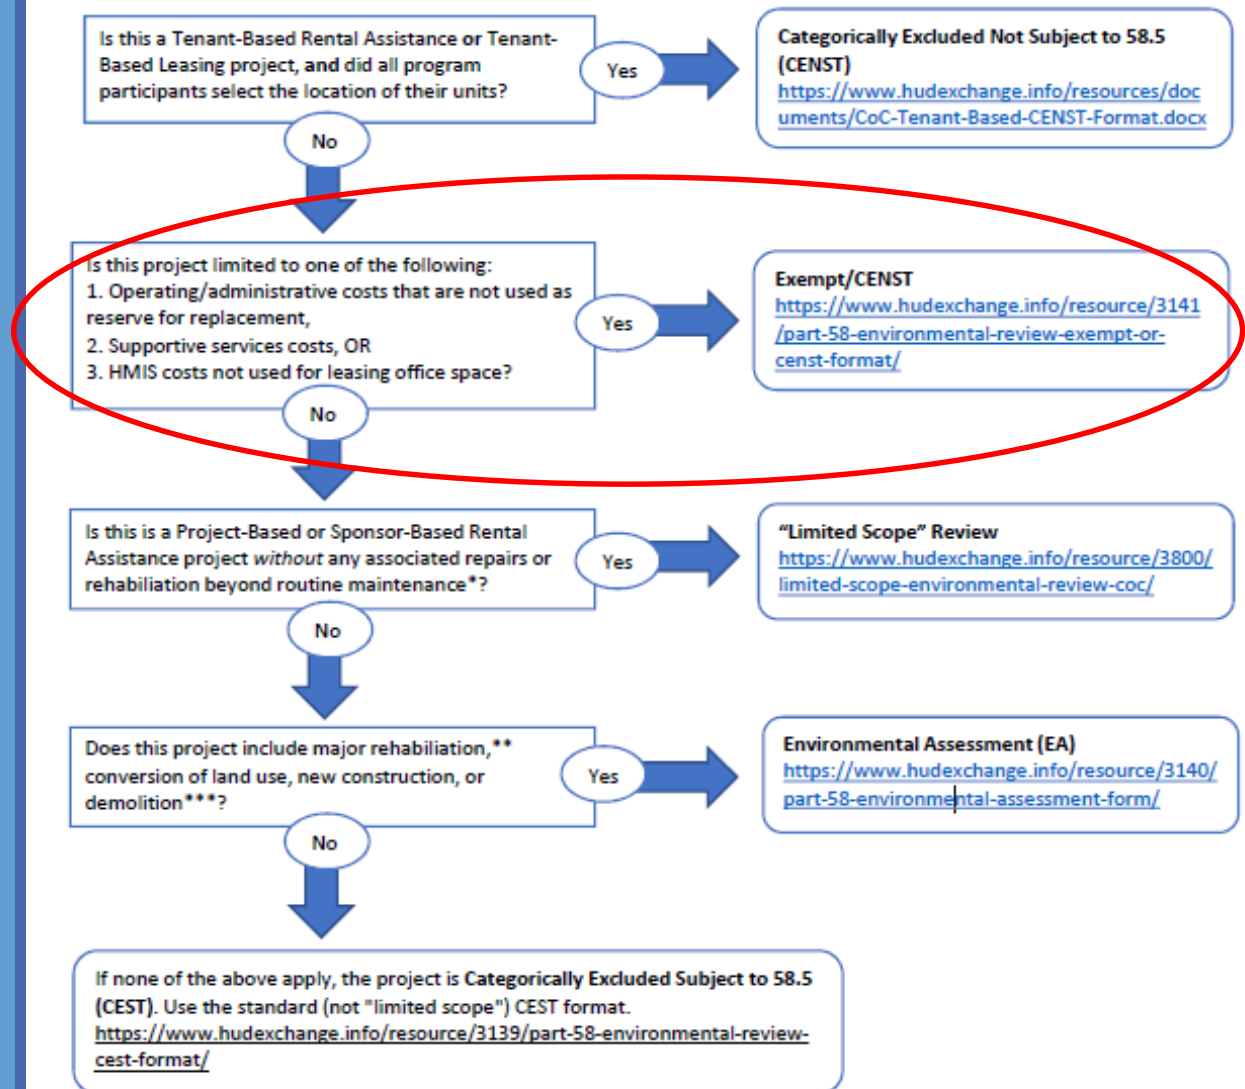 Is this a Tenant-Based Rental Assistance or Tenant-
Based Leasing project, and did all program
participants select the location of their units?
Yes
Categorically Excluded Not Subject to 58.5
(CENST)
https://www.hudexchange.info/resources/doc
uments/CoC-Tenant-Based-CENST-Format.docx
No
Is this project limited to one of the following:
1. Operating/administrative costs that are not used as
reserve for replacement,
2. Supportive services costs, OR
3. HMIS costs not used for leasing office space?
Yes
Exempt/CENST
https://www.hudexchange.info/resource/3141
/part-58-environmental-review-exempt-or-
censt-format/
No
Is this is a Project-Based or Sponsor-Based Rental
Assistance project without any associated repairs or
rehabiliation beyond routine maintenance*?
Yes
“Limited Scope” Review
https://www.hudexchange.info/resource/3800/
limited-scope-environmental-review-coc/
No
Does this project include major rehabiliation,**
conversion of land use, new construction, or
demolition***?
Yes
Environmental Assessment (EA)
https://www.hudexchange.info/resource/3140/
part-58-environmental-assessment-form/
No
If none of the above apply, the project is Categorically Excluded Subject to 58.5
(CEST). Use the standard (not "limited scope") CEST format.
https://www.hudexchange.info/resource/3139/part-58-environmental-review-
cest-format/